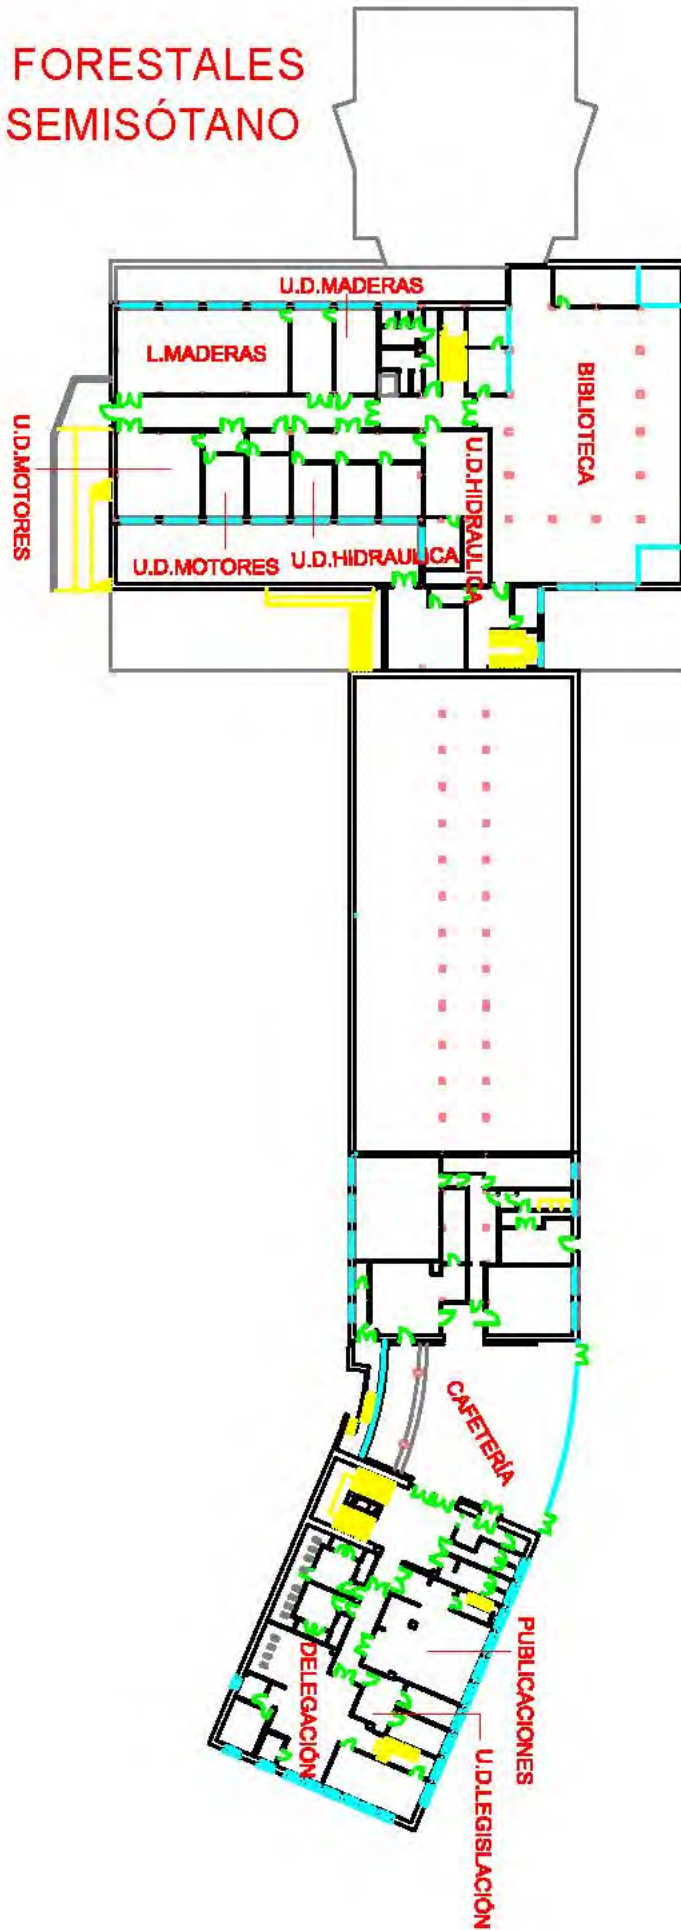 FORESTALES
SEMISÓTANO
U.D.MADERAS
L.MADERAS
BIBLIOTECA
U.D.MOTORES
U.D.HIDRAULICA
U.D.MOTORES
U.D.HIDRAULICA
CAFETERÍA
PUBLICACIONES
DELEGACIÓN
U.D.LEGISLACIÓN